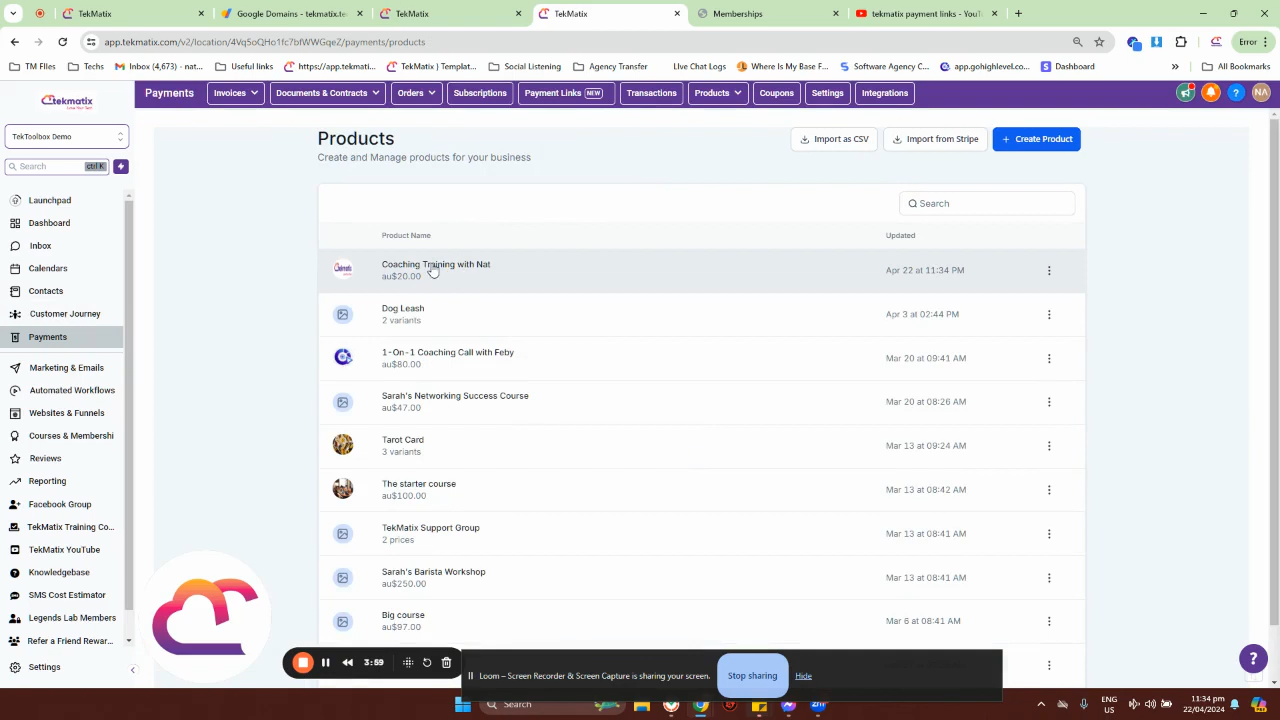 TekMatix
Google Domains - tekmatix.te
TekMatix
TekMatix
Memberships
tekmatix payment links - YouT
app.tekmatix.com/v2/location/4Vq5oQHo1fc7bfWWGqeZ/payments/products
Error
TM FIles
Techs
Inbox (4,673) - nat...
Useful links
https://app.tekmati...
TekMatix ) Templat...
Social Listening
Agency Transfer
Live Chat Logs
Where Is My Base F...
Software Agency C...
app.gohighlevel.co...
Dashboard
All Bookmarks
tekmatix
Payments
Invoices
Documents & Contracts
Orders
Subscriptions
Payment Links NEW
Transactions
Products
Coupons
Settings
Integrations
NA
TekToolbox Demo
Search
ctrl K
Launchpad
Dashboard
Inbox
Calendars
Contacts
Customer Journey
Payments
Marketing & Emails
Automated Workflows
Websites & Funnels
Courses & Membershi
Reviews
Reporting
Facebook Group
TekMatix Training Co...
TekMatix YouTube
Knowledgebase
SMS Cost Estimator
Legends Lab Members
Refer a Friend Rewar...
Settings
Products
Create and Manage products for your business
Import as CSV
Import from Stripe
+ Create Product
Search
Product Name
Updated
Coaching Training with Nat
au$20.00
Apr 22 at 11:34 PM
Dog Leash
2 variants
Apr 3 at 02:44 PM
1-On-1 Coaching Call with Feby
au$80.00
Mar 20 at 09:41 AM
Sarah's Networking Success Course
au$47.00
Mar 20 at 08:26 AM
Tarot Card
3 variants
Mar 13 at 09:24 AM
The starter course
au$100.00
Mar 13 at 08:42 AM
TekMatix Support Group
2 prices
Mar 13 at 08:41 AM
Sarah's Barista Workshop
au$250.00
Mar 13 at 08:41 AM
Big course
au$97.00
Mar 6 at 08:41 AM
3:59
Loom – Screen Recorder & Screen Capture is sharing your screen.
Stop sharing
Hide
?
Search
ENG
US
11:34 pm
22/04/2024